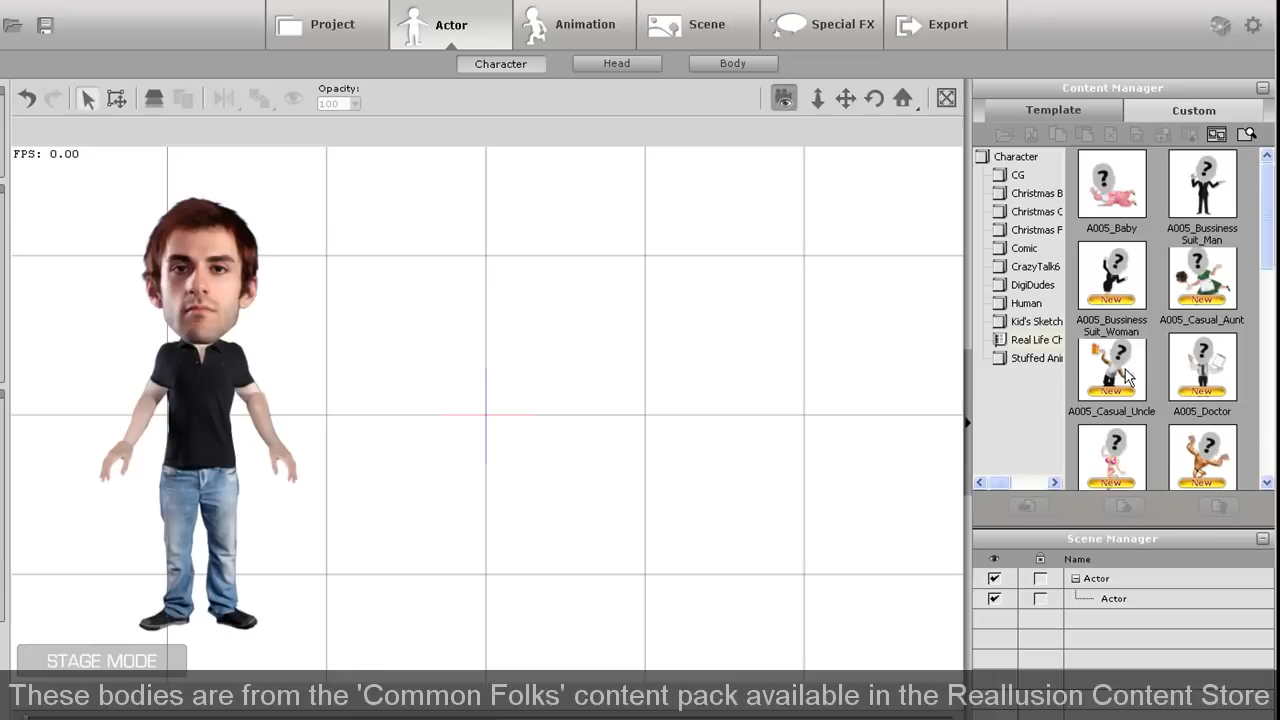 Project
Actor
Animation
Scene
Special FX
Export
Character
Head
Body
Opacity:
100
FPS: 0.00
Content Manager
Template
Custom
Character
CG
Christmas B
Christmas C
Christmas F
Comic
CrazyTalk6
DigiDudes
Human
Kid's Sketch
Real Life Ch
Stuffed Ani
?
?
A005_Baby
A005_Bussiness
Suit_Man
?
?
New
New
A005_Bussiness
Suit_Woman
A005_Casual_Aunt
?
?
New
New
A005_Casual_Uncle
A005_Doctor
?
?
New
New
Scene Manager
Name
Actor
Actor
STAGE MODE
These bodies are from the 'Common Folks' content pack available in the Reallusion Content Store